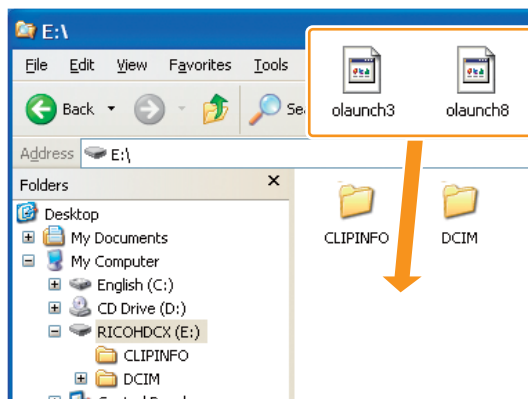 E:\
File Edit View Favorites Tools
olaunch3 olaunch8
Back
Address E:\
Folders
Desktop
My Documents
My Computer
English (C:)
CD Drive (D:)
RICOHDCX (E:)
CLIPINFO
DCIM
CLIPINFO DCIM